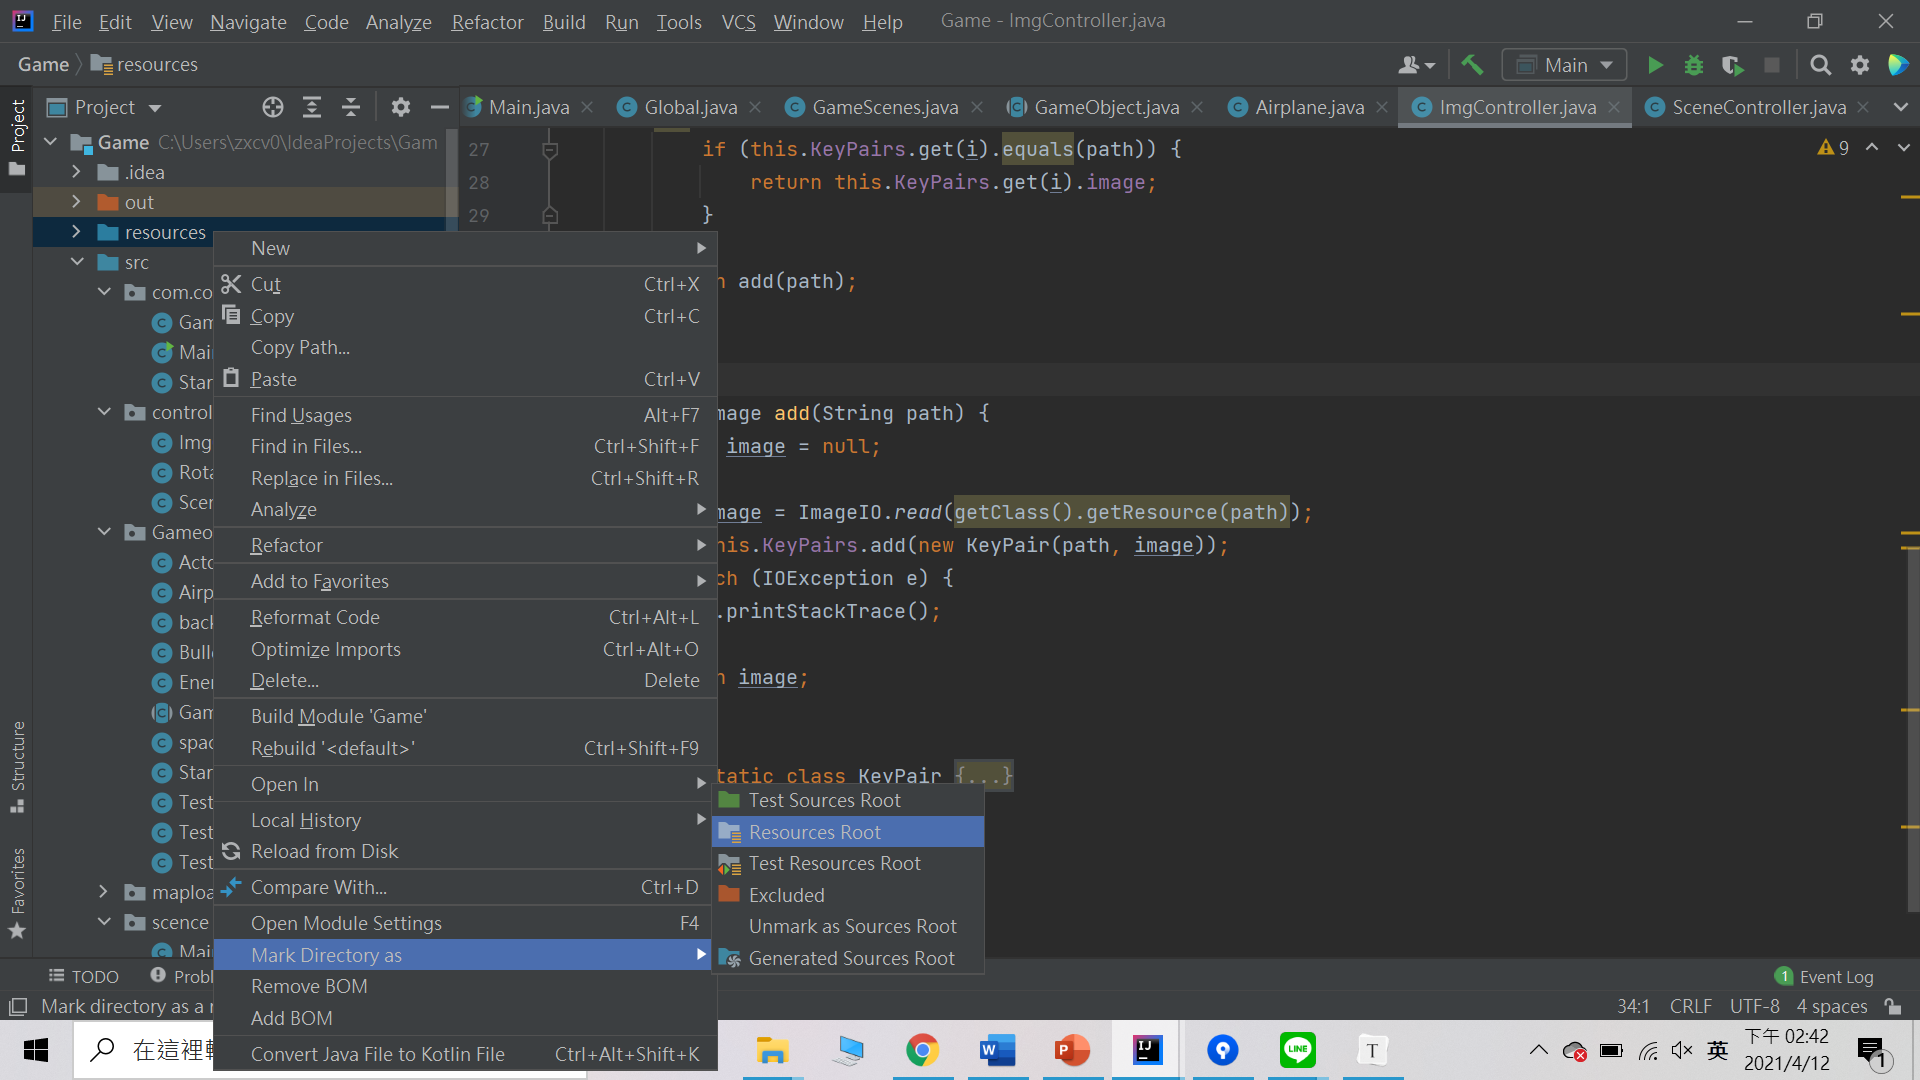 File Edit View Navigate Code Analyze Refactor Build Run Tools VCS Window Help Game - ImgController.java
Game resources
Main
Project
Main.java Global.java GameScenes.java GameObject.java Airplane.java ImgController.java SceneController.java
Project
Game C:\Users\zxcv0\IdeaProjects\Gam
.idea
out
resources
src
com.co
Gam
Mai
Star
control
Img
Rota
Scer
Gameo
Acto
Airp
back
Bull
Ener
Gam
spac
Star
Test
Test
Test
maploa
scence
Mai
27 if (this.KeyPairs.get(i).equals(path)) {
28 return this.KeyPairs.get(i).image;
29 }
add(path);
mage add(String path) {
image = null;
mage = ImageIO.read(getClass().getResource(path));
his.KeyPairs.add(new KeyPair(path, image));
ch (IOException e) {
.printStackTrace();
image;
tatic class KeyPair {...}
9
New
Cut Ctrl+X
Copy Ctrl+C
Copy Path...
Paste Ctrl+V
Find Usages Alt+F7
Find in Files... Ctrl+Shift+F
Replace in Files... Ctrl+Shift+R
Analyze
Refactor
Add to Favorites
Reformat Code Ctrl+Alt+L
Optimize Imports Ctrl+Alt+O
Delete... Delete
Build Module 'Game'
Rebuild '<default>' Ctrl+Shift+F9
Open In
Local History
Reload from Disk
Compare With... Ctrl+D
Open Module Settings F4
Mark Directory as
Remove BOM
Add BOM
Convert Java File to Kotlin File Ctrl+Alt+Shift+K
Test Sources Root
Resources Root
Test Resources Root
Excluded
Unmark as Sources Root
Generated Sources Root
Structure
Favorites
TODO Probl
1 Event Log
Mark directory as a r
34:1 CRLF UTF-8 4 spaces
在這裡
英
下午 02:42
2021/4/12
1